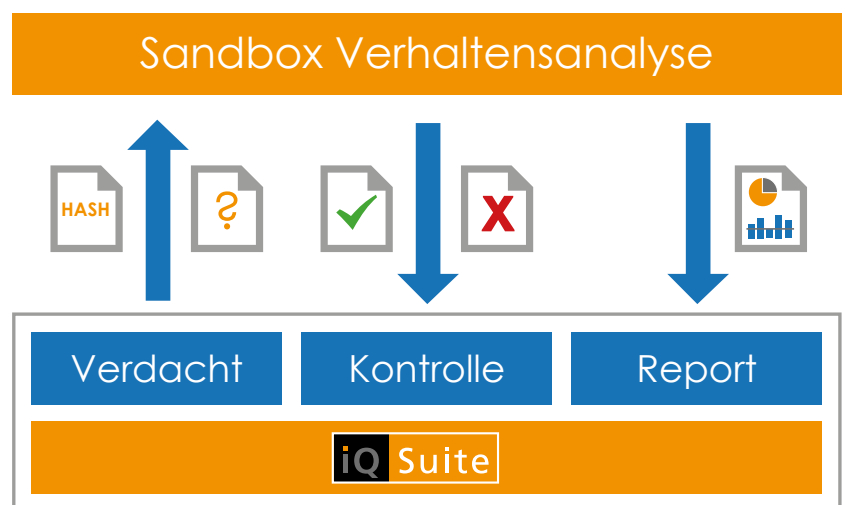 Sandbox Verhaltensanalyse
HASH
?
Verdacht
Kontrolle
Report
iQ Suite